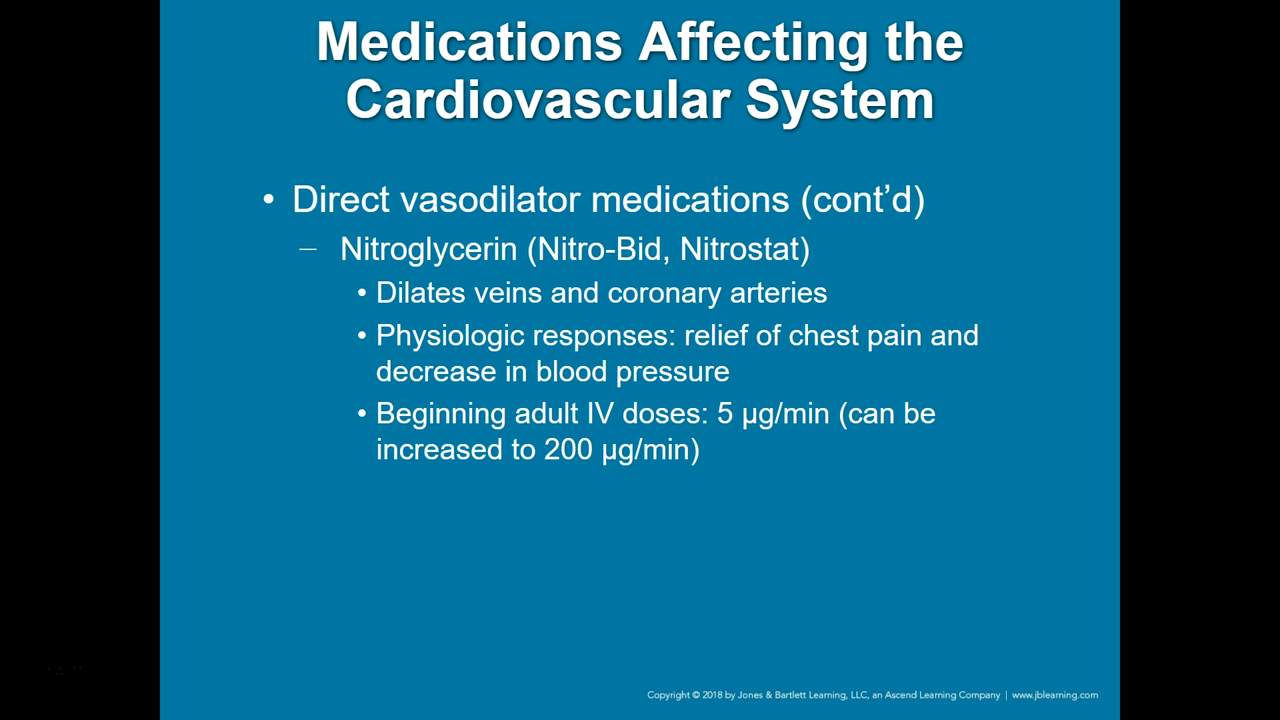 Medications Affecting the
Cardiovascular System
• Direct vasodilator medications (cont’d)
– Nitroglycerin (Nitro-Bid, Nitrostat)
• Dilates veins and coronary arteries
• Physiologic responses: relief of chest pain and
decrease in blood pressure
• Beginning adult IV doses: 5 µg/min (can be
increased to 200 µg/min)
Copyright © 2018 by Jones & Bartlett Learning, LLC, an Ascend Learning Company | www.jblearning.com